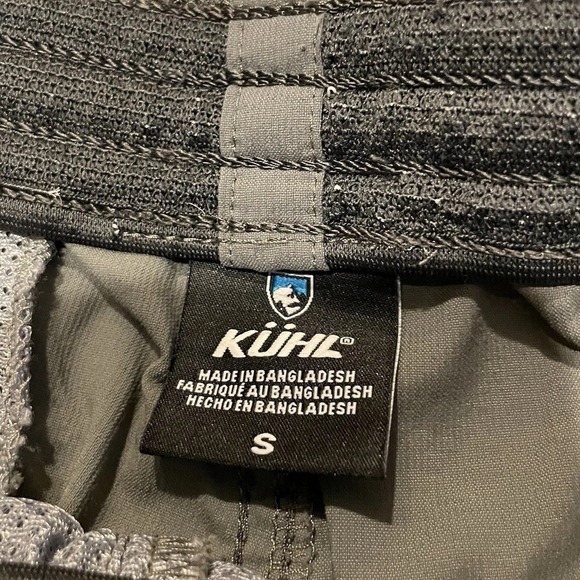 KÜHL®
MADE IN BANGLADESH
FABRIQUÉ AU BANGLADESH
HECHO EN BANGLADESH
S